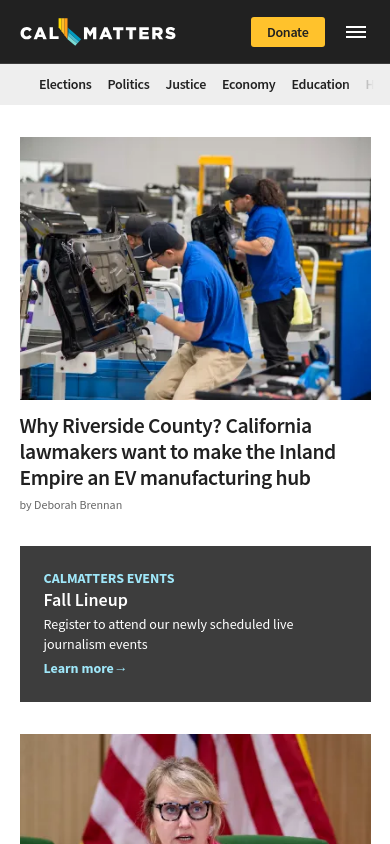 CAL MATTERS
Donate
Elections Politics Justice Economy Education H
Why Riverside County? California
lawmakers want to make the Inland
Empire an EV manufacturing hub
by Deborah Brennan
CALMATTERS EVENTS
Fall Lineup
Register to attend our newly scheduled live
journalism events
Learn more→